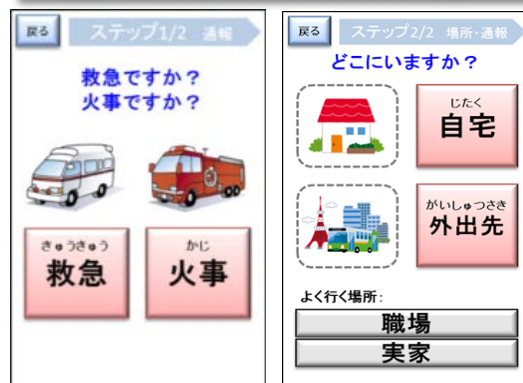 戻る
ステップ1/2 通報
救急ですか？
火事ですか？
きゅうきゅう
救急
かじ
火事
戻る
ステップ2/2 場所・通報
どこにいますか？
じたく
自宅
がいしゅつさき
外出先
よく行く場所:
職場
実家